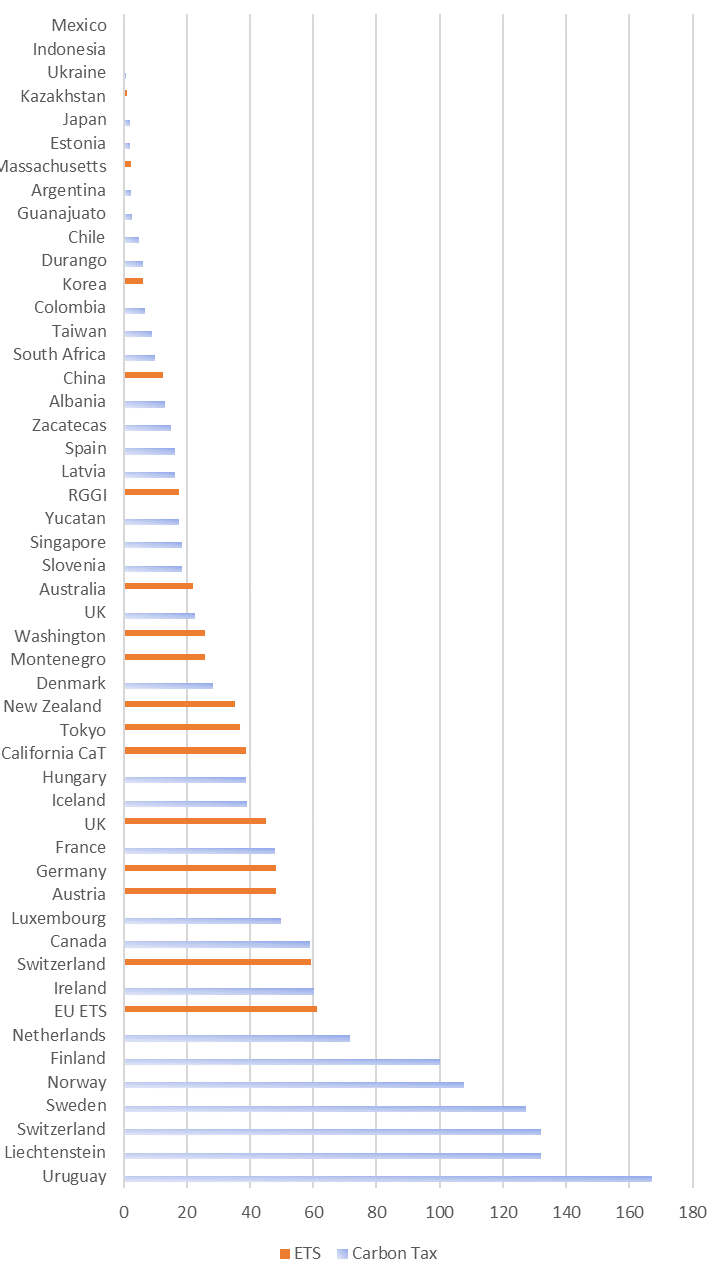 Mexico
Indonesia
Ukraine
Kazakhstan
Japan
Estonia
Massachusetts
Argentina
Guanajuato
Chile
Durango
Korea
Colombia
Taiwan
South Africa
China
Albania
Zacatecas
Spain
Latvia
RGGI
Yucatan
Singapore
Slovenia
Australia
UK
Washington
Montenegro
Denmark
New Zealand
Tokyo
California CaT
Hungary
Iceland
UK
France
Germany
Austria
Luxembourg
Canada
Switzerland
Ireland
EU ETS
Netherlands
Finland
Norway
Sweden
Switzerland
Liechtenstein
Uruguay
0 20 40 60 80 100 120 140 160 180
ETS Carbon Tax